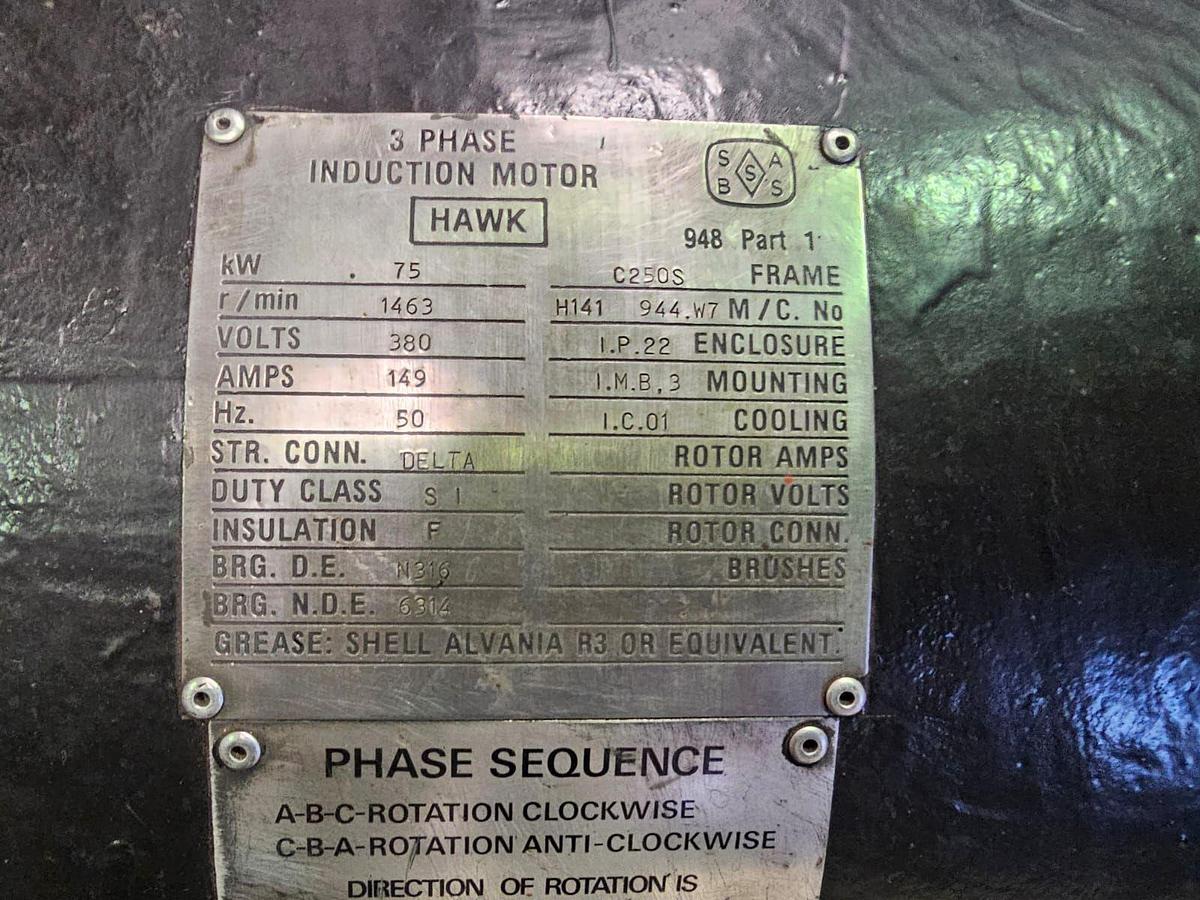 3 PHASE
INDUCTION MOTOR
HAWK
S A
S
B S
948 Part 1
kW 75 C250S FRAME
r/min 1463 H141 944.W7 M/C. No
VOLTS 380 I.P.22 ENCLOSURE
AMPS 149 I.M.B,3 MOUNTING
Hz. 50 I.C.01 COOLING
STR. CONN. DELTA ROTOR AMPS
DUTY CLASS S I ROTOR VOLTS
INSULATION F ROTOR CONN.
BRG. D.E. N316 BRUSHES
BRG. N.D.E. 6314
GREASE: SHELL ALVANIA R3 OR EQUIVALENT.
PHASE SEQUENCE
A-B-C-ROTATION CLOCKWISE
C-B-A-ROTATION ANTI-CLOCKWISE
DIRECTION OF ROTATION IS